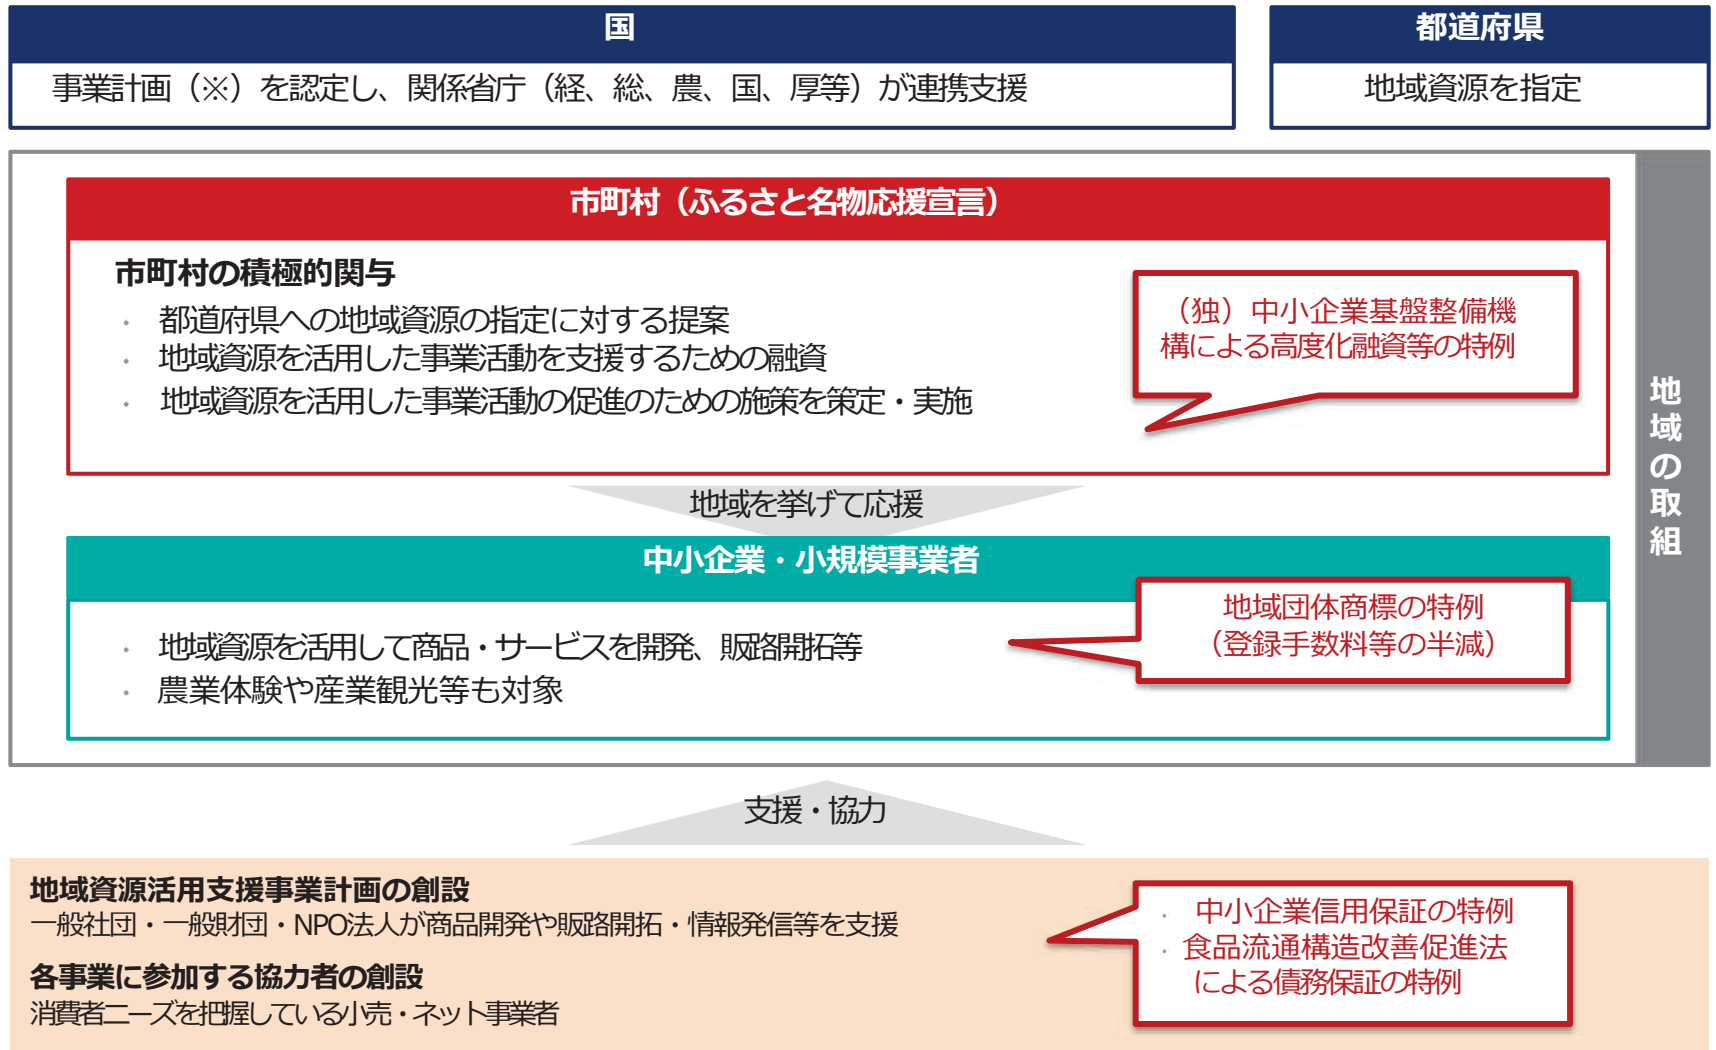 国
事業計画（※）を認定し、関係省庁（経、総、農、国、厚等）が連携支援
都道府県
地域資源を指定
市町村（ふるさと名物応援宣言）
市町村の積極的関与
・ 都道府県への地域資源の指定に対する提案
・ 地域資源を活用した事業活動を支援するための融資
・ 地域資源を活用した事業活動の促進のための施策を策定・実施
（独）中小企業基盤整備機
構による高度化融資等の特例
地域を挙げて応援
中小企業・小規模事業者
・ 地域資源を活用して商品・サービスを開発、販路開拓等
・ 農業体験や産業観光等も対象
地域団体商標の特例
（登録手数料等の半減）
地域の取組
支援・協力
地域資源活用支援事業計画の創設
一般社団・一般財団・NPO法人が商品開発や販路開拓・情報発信等を支援
各事業に参加する協力者の創設
消費者ニーズを把握している小売・ネット事業者
・ 中小企業信用保証の特例
・ 食品流通構造改善促進法
による債務保証の特例